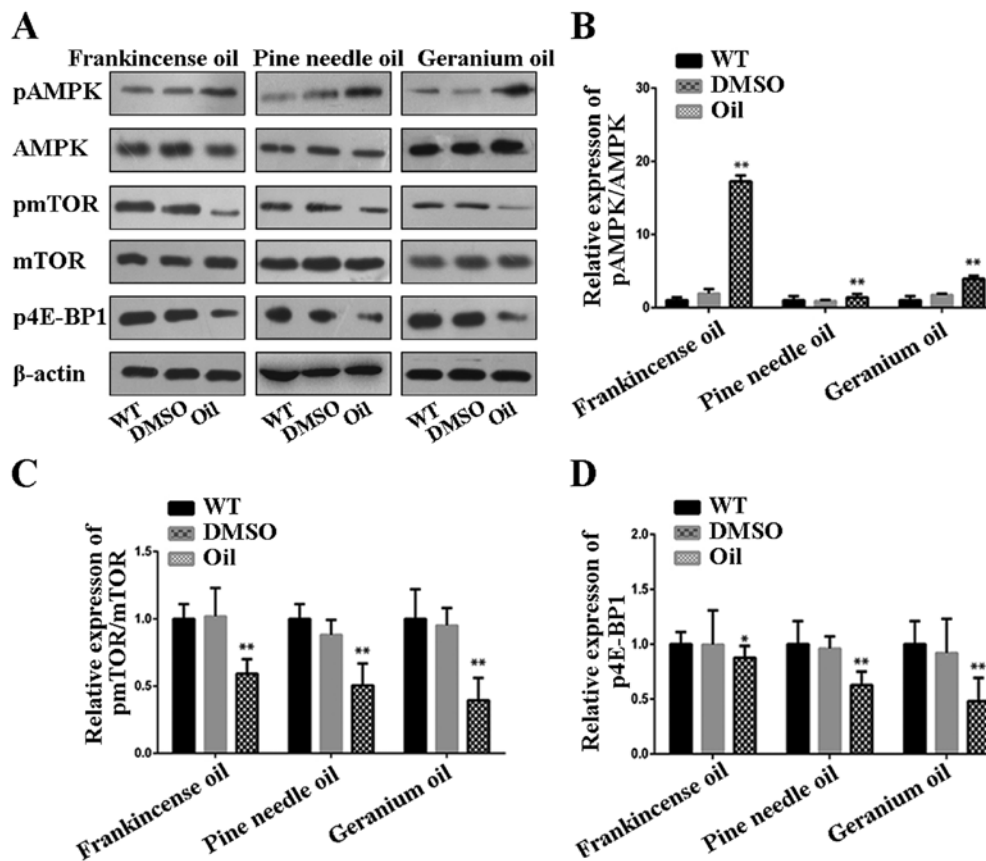 A
Frankincense oil Pine needle oil Geranium oil
pAMPK
AMPK
pmTOR
mTOR
p4E-BP1
β-actin
WT DMSO Oil WT DMSO Oil WT DMSO Oil
B
WT
DMSO
Oil
Relative expresson of
pAMPK/AMPK
30
20
10
0
** ** **
Frankincense oil Pine needle oil Geranium oil
C
WT
DMSO
Oil
Relative expresson of
pmTOR/mTOR
1.5
1.0
0.5
0.0
** ** **
Frankincense oil Pine needle oil Geranium oil
D
WT
DMSO
Oil
Relative expresson of
p4E-BP1
2.0
1.5
1.0
0.5
0.0
* ** **
Frankincense oil Pine needle oil Geranium oil